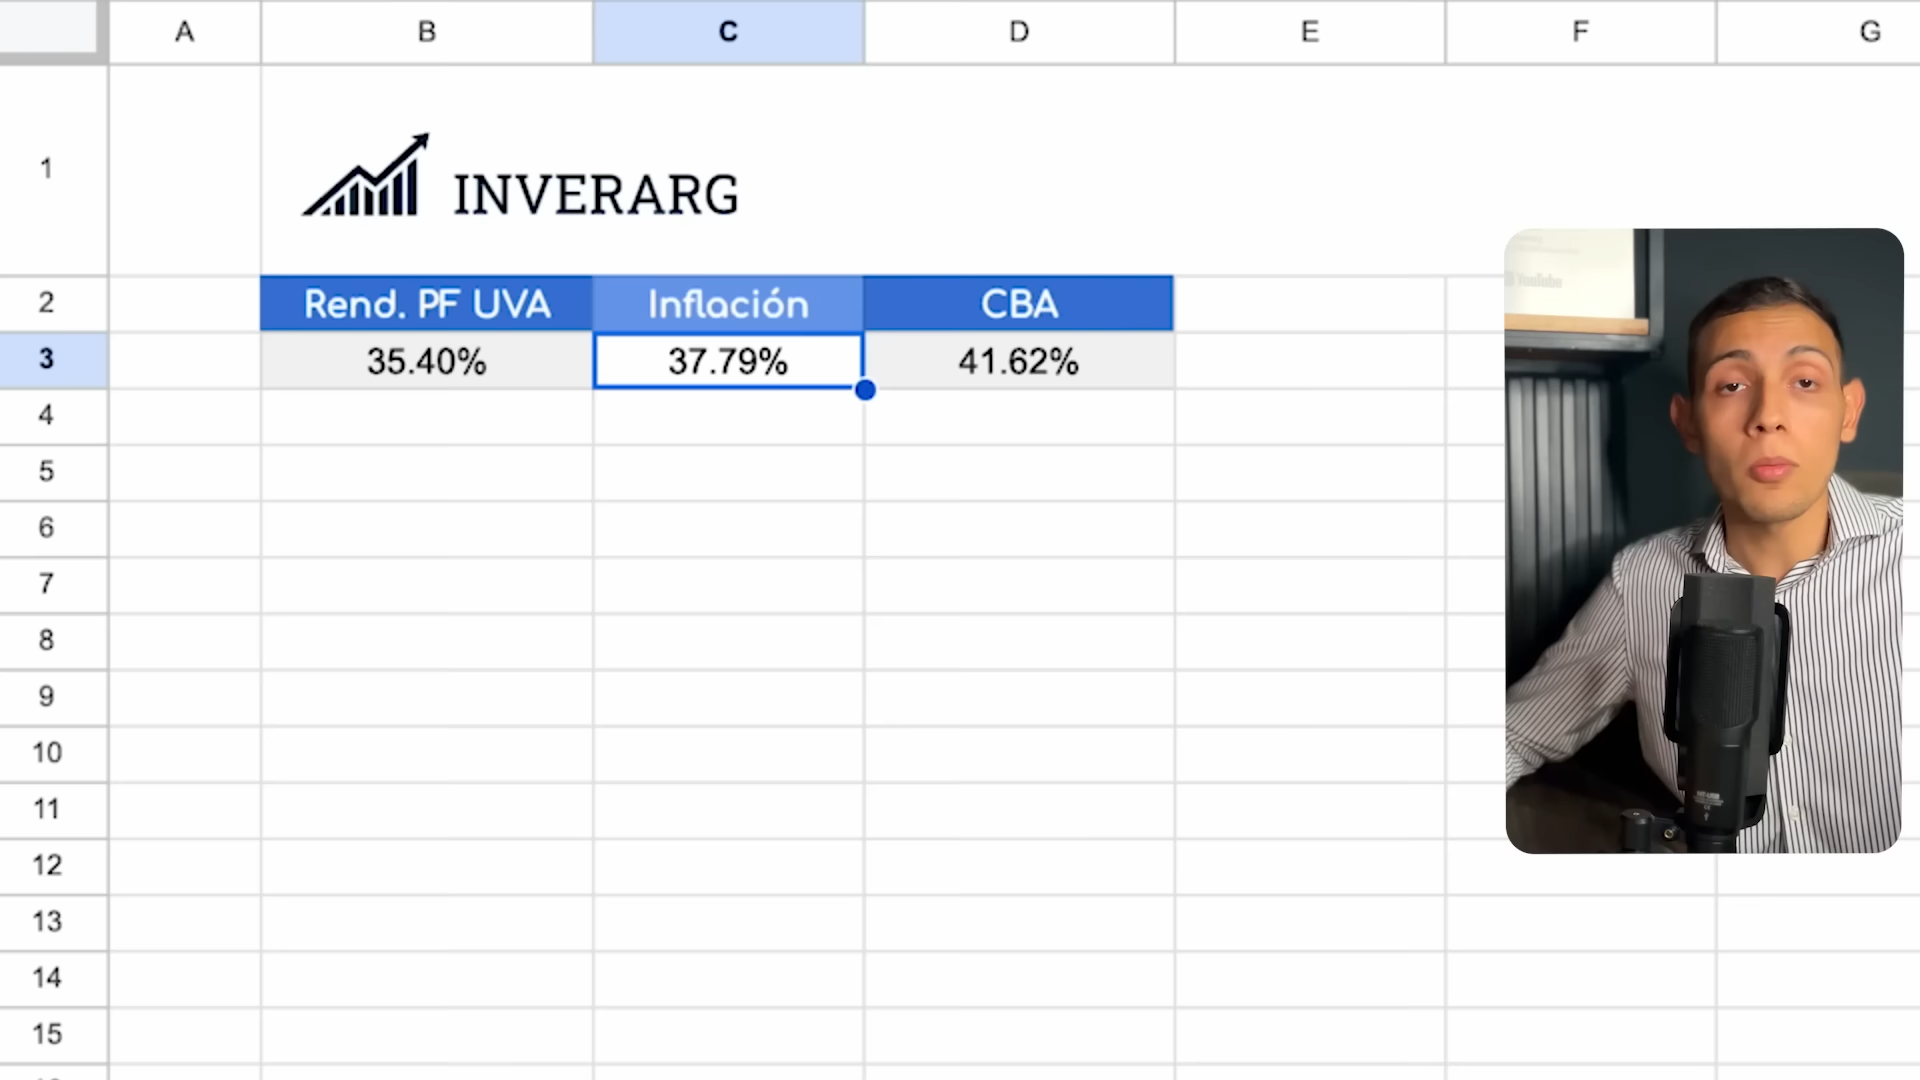 A B C D E F G
1
INVERARG
2 Rend. PF UVA Inflación CBA
3 35.40% 37.79% 41.62%
4
5
6
7
8
9
10
11
12
13
14
15
YouTube